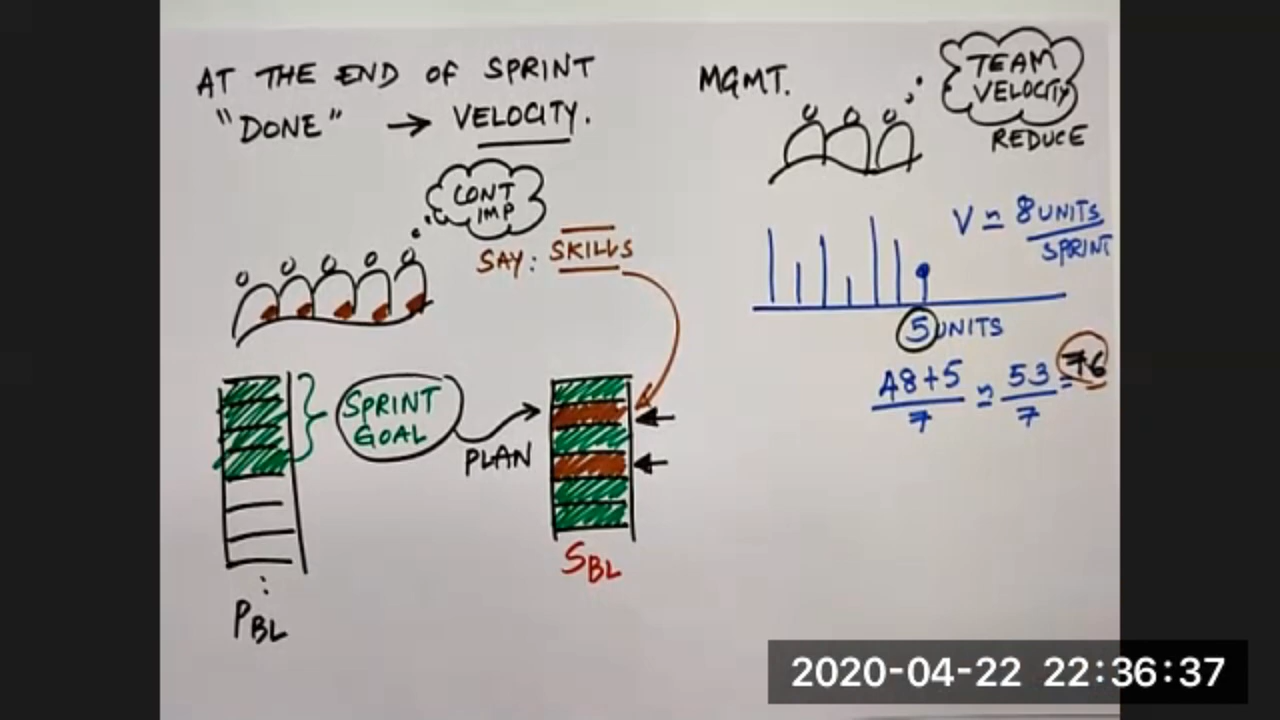 AT THE END OF SPRINT
"DONE" → VELOCITY.
CONT
IMP
SAY: SKILLS
SPRINT
GOAL
PLAN
PBL
SBL
MGMT.
TEAM
VELOCITY
REDUCE
V ≃ 8 UNITS
SPRINT
5 UNITS
48+5 ≃ 53 = 76
7 7
2020-04-22 22:36:37